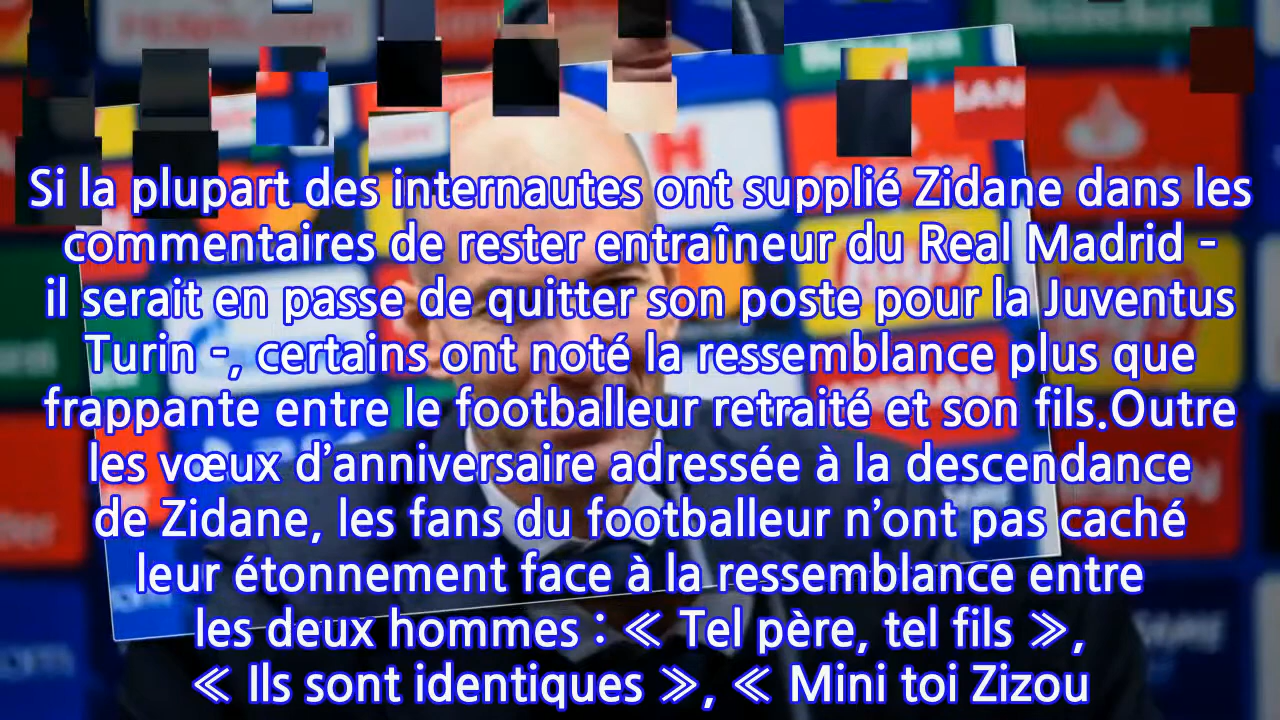 Si la plupart des internautes ont supplié Zidane dans les
commentaires de rester entraîneur du Real Madrid -
il serait en passe de quitter son poste pour la Juventus
Turin -, certains ont noté la ressemblance plus que
frappante entre le footballeur retraité et son fils.Outre
les vœux d’anniversaire adressée à la descendance
de Zidane, les fans du footballeur n’ont pas caché
leur étonnement face à la ressemblance entre
les deux hommes : « Tel père, tel fils »,
« Ils sont identiques », « Mini toi Zizou